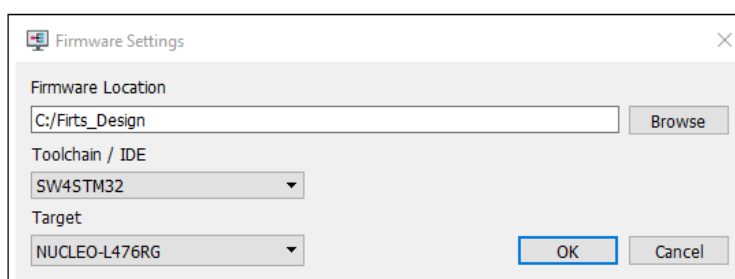 Firmware Settings
Firmware Location
C:/Firts_Design
Browse
Toolchain / IDE
SW4STM32
Target
NUCLEO-L476RG
OK
Cancel